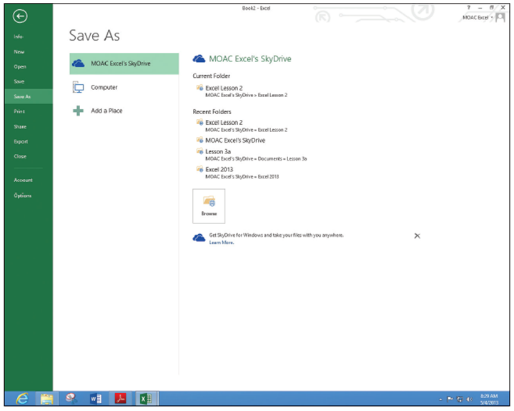 Book2 - Excel
MOAC Excel
Info
New
Open
Save
Save As
Print
Share
Export
Close
Account
Options
Save As
MOAC Excel's SkyDrive
Computer
Add a Place
MOAC Excel's SkyDrive
Current Folder
Excel Lesson 2
MOAC Excel's SkyDrive » Excel Lesson 2
Recent Folders
Excel Lesson 2
MOAC Excel's SkyDrive » Excel Lesson 2
MOAC Excel's SkyDrive
Lesson 3a
MOAC Excel's SkyDrive » Documents » Lesson 3a
Excel 2013
MOAC Excel's SkyDrive » Excel 2013
Browse
Get SkyDrive for Windows and take your files with you anywhere.
Learn More.
8:29 AM
5/4/2013